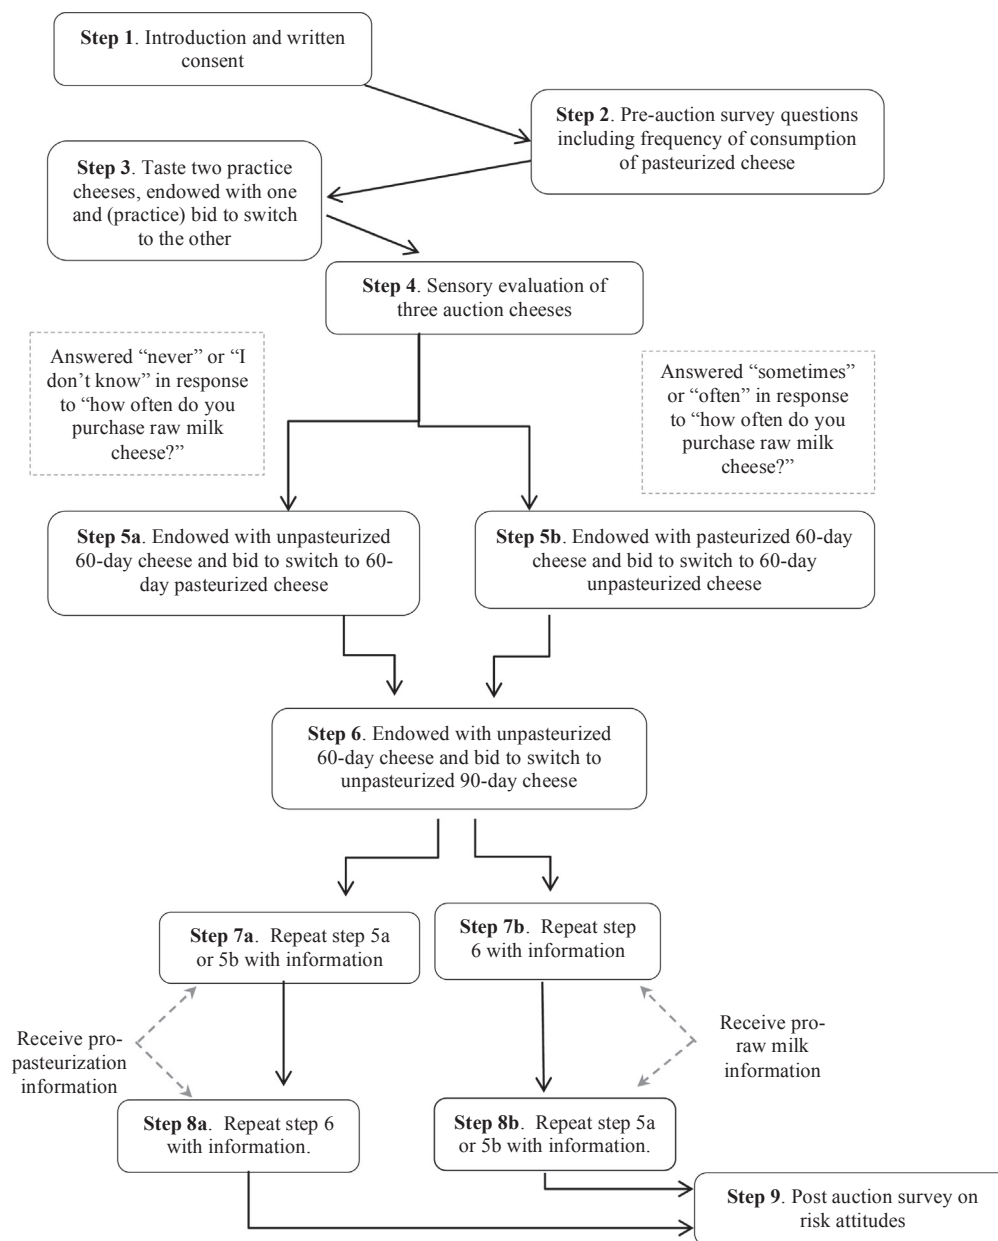 Step 1. Introduction and written
consent
Step 2. Pre-auction survey questions
including frequency of consumption
of pasteurized cheese
Step 3. Taste two practice
cheeses, endowed with one
and (practice) bid to switch
to the other
Step 4. Sensory evaluation of
three auction cheeses
Answered “never” or “I
don’t know” in response
to “how often do you
purchase raw milk
cheese?”
Answered “sometimes”
or “often” in response
to “how often do you
purchase raw milk
cheese?”
Step 5a. Endowed with unpasteurized
60-day cheese and bid to switch to 60-
day pasteurized cheese
Step 5b. Endowed with pasteurized 60-day
cheese and bid to switch to 60-day
unpasteurized cheese
Step 6. Endowed with unpasteurized
60-day cheese and bid to switch to
unpasteurized 90-day cheese
Step 7a. Repeat step 5a
or 5b with information
Step 7b. Repeat step
6 with information
Receive pro-
pasteurization
information
Receive pro-
raw milk
information
Step 8a. Repeat step 6
with information.
Step 8b. Repeat step 5a
or 5b with information.
Step 9. Post auction survey on
risk attitudes